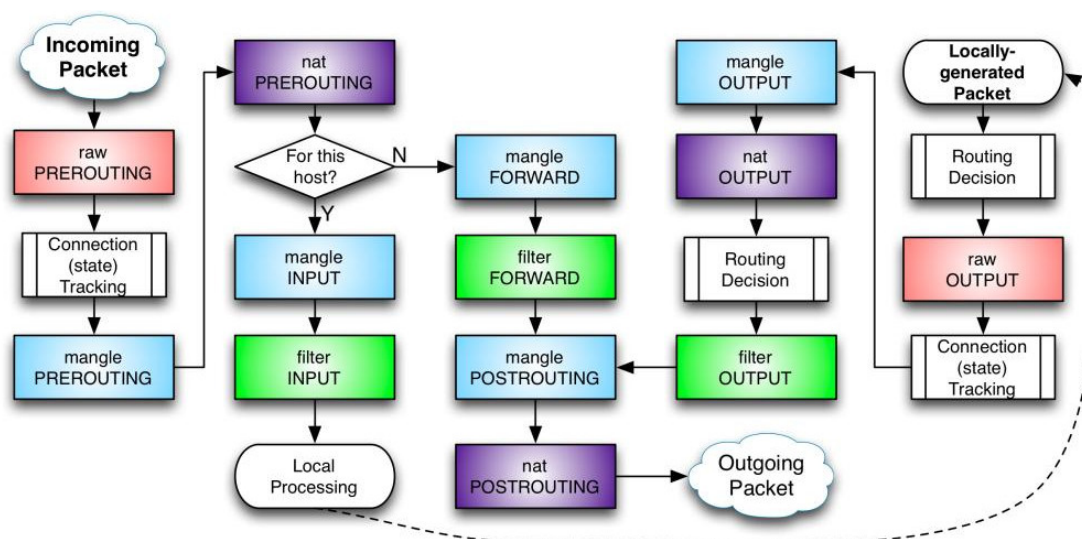 Incoming
Packet
raw
PREROUTING
Connection
(state)
Tracking
mangle
PREROUTING
nat
PREROUTING
For this
host?
N
Y
mangle
INPUT
filter
INPUT
Local
Processing
mangle
FORWARD
filter
FORWARD
mangle
POSTROUTING
nat
POSTROUTING
Outgoing
Packet
mangle
OUTPUT
nat
OUTPUT
Routing
Decision
filter
OUTPUT
Locally-
generated
Packet
Routing
Decision
raw
OUTPUT
Connection
(state)
Tracking